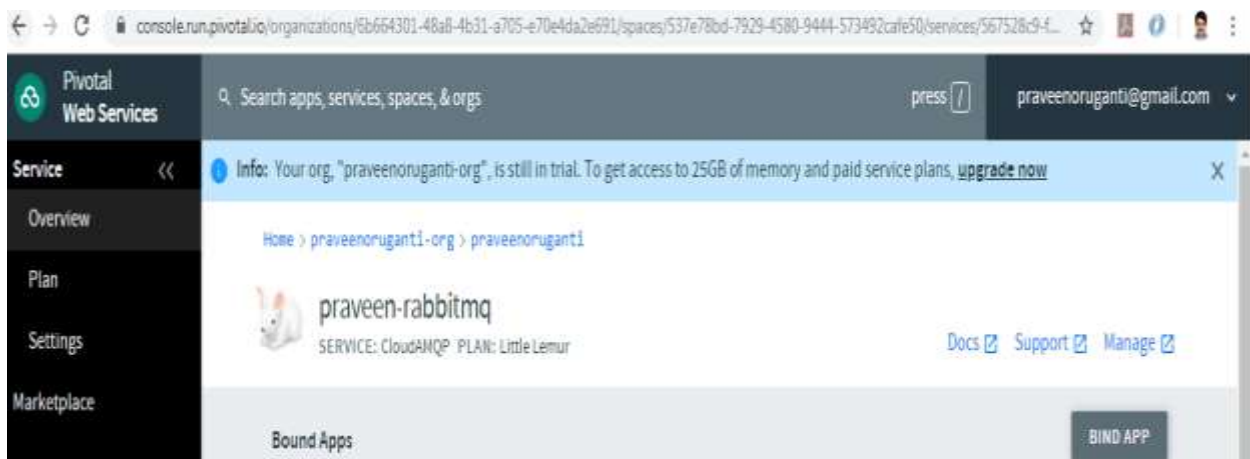 console.run.pivotal.io/organizations/6b664301-48a8-4b31-a705-e70e4da2e691/spaces/537e78bd-7929-4580-9444-573492cafe50/services/567528c9-f...
Pivotal
Web Services
Search apps, services, spaces, & orgs
press /
praveenoruganti@gmail.com
Service
Info: Your org, "praveenoruganti-org", is still in trial. To get access to 25GB of memory and paid service plans, upgrade now
X
Overview
Home > praveenoruganti-org > praveenoruganti
Plan
praveen-rabbitmq
Settings
SERVICE: CloudAMQP PLAN: Little Lemur
Docs Support Manage
Marketplace
Bound Apps
BIND APP